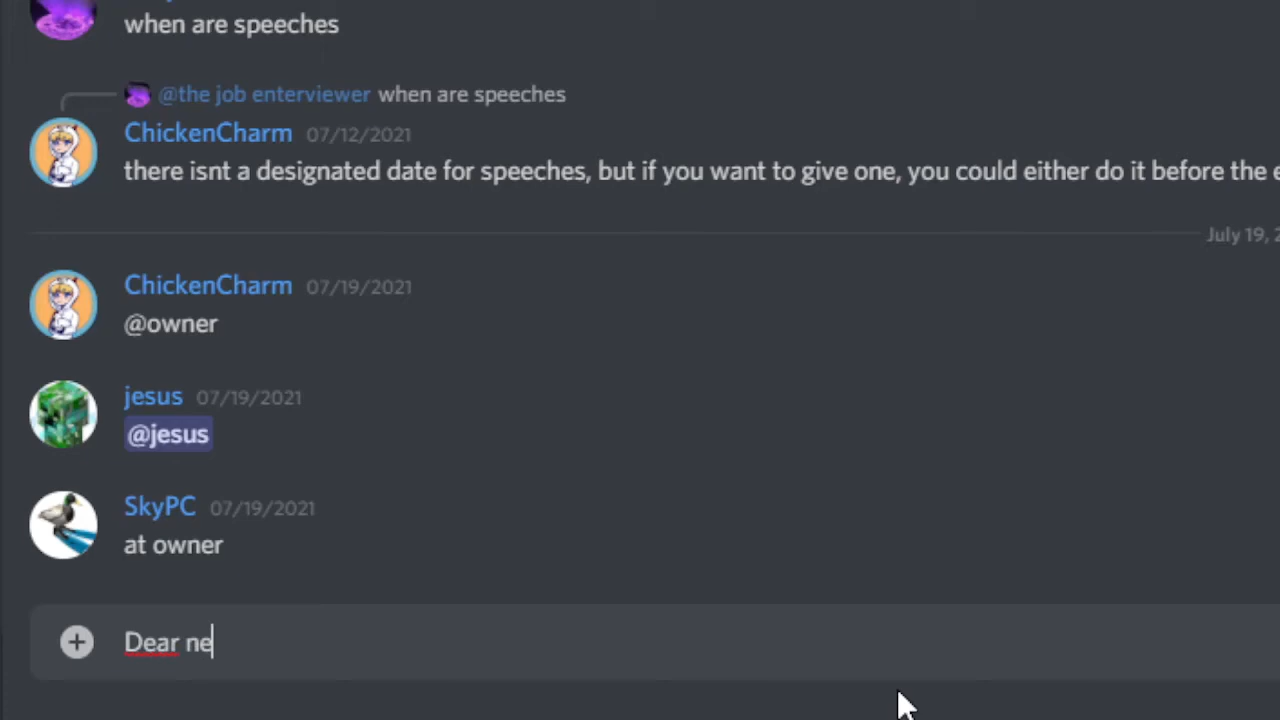 when are speeches
@the job enterviewer when are speeches
ChickenCharm 07/12/2021
there isnt a designated date for speeches, but if you want to give one, you could either do it before the
July 19,
ChickenCharm 07/19/2021
@owner
jesus 07/19/2021
@jesus
SkyPC 07/19/2021
at owner
Dear ne